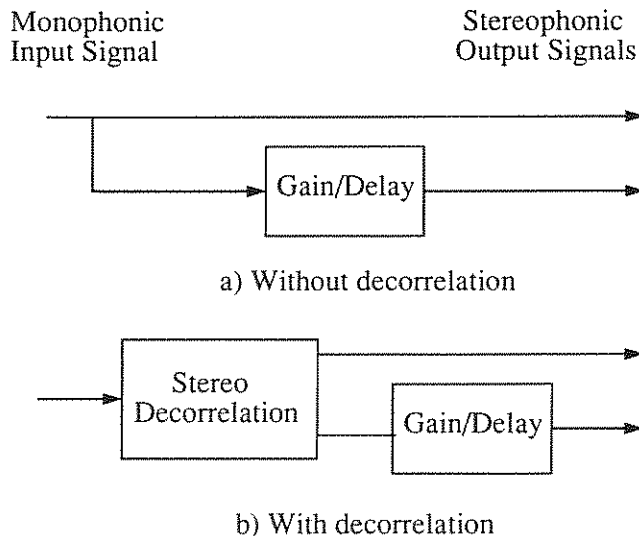 Monophonic
Input Signal
Stereophonic
Output Signals
Gain/Delay
a) Without decorrelation
Stereo
Decorrelation
Gain/Delay
b) With decorrelation